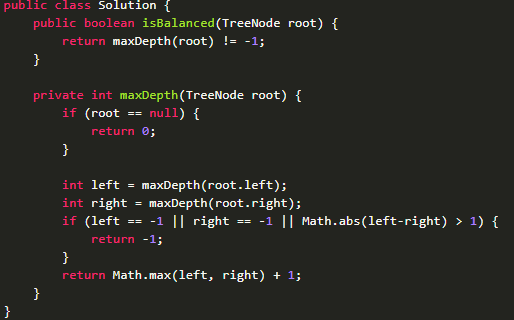 public class Solution {
    public boolean isBalanced(TreeNode root) {
        return maxDepth(root) != -1;
    }

    private int maxDepth(TreeNode root) {
        if (root == null) {
            return 0;
        }

        int left = maxDepth(root.left);
        int right = maxDepth(root.right);
        if (left == -1 || right == -1 || Math.abs(left-right) > 1) {
            return -1;
        }
        return Math.max(left, right) + 1;
    }
}